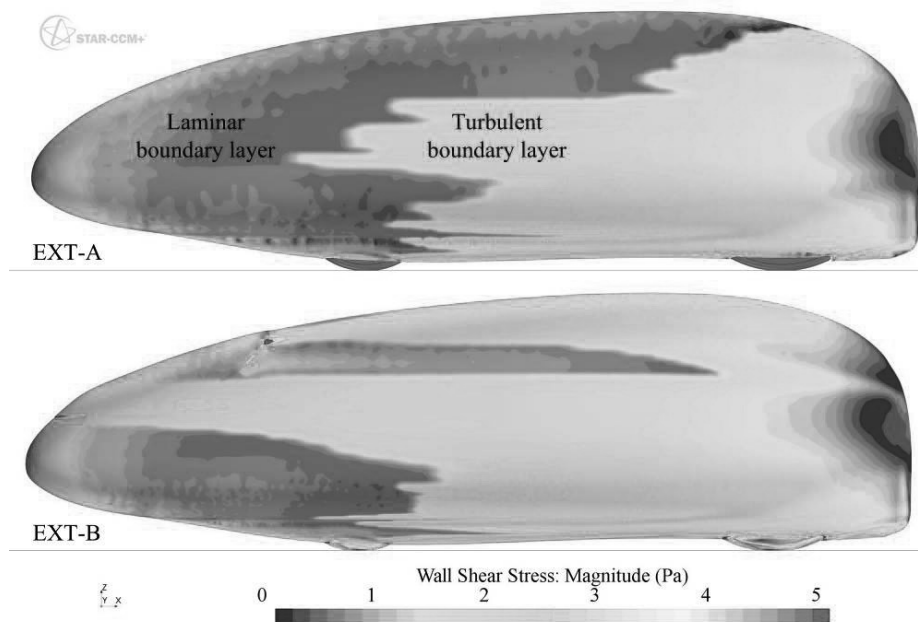 STAR-CCM+
Laminar
boundary layer
Turbulent
boundary layer
EXT-A
EXT-B
Wall Shear Stress: Magnitude (Pa)
0 1 2 3 4 5
Z
Y X